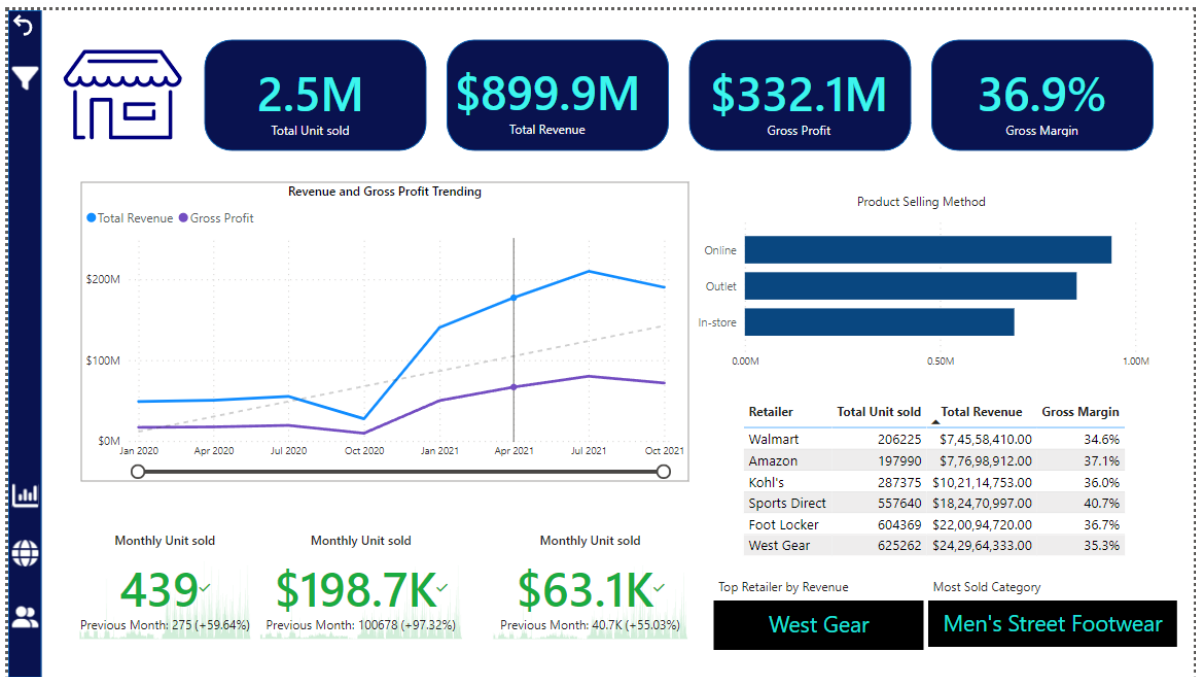 2.5M
Total Unit sold
$899.9M
Total Revenue
$332.1M
Gross Profit
36.9%
Gross Margin
Revenue and Gross Profit Trending
Total Revenue Gross Profit
$200M
$100M
$0M
Jan 2020 Apr 2020 Jul 2020 Oct 2020 Jan 2021 Apr 2021 Jul 2021 Oct 2021
Product Selling Method
Online
Outlet
In-store
0.00M 0.50M 1.00M
Retailer Total Unit sold Total Revenue Gross Margin
Walmart 206225 $7,45,58,410.00 34.6%
Amazon 197990 $7,76,98,912.00 37.1%
Kohl's 287375 $10,21,14,753.00 36.0%
Sports Direct 557640 $18,24,70,997.00 40.7%
Foot Locker 604369 $22,00,94,720.00 36.7%
West Gear 625262 $24,29,64,333.00 35.3%
Monthly Unit sold
439
Previous Month: 275 (+59.64%)
Monthly Unit sold
$198.7K
Previous Month: 100678 (+97.32%)
Monthly Unit sold
$63.1K
Previous Month: 40.7K (+55.03%)
Top Retailer by Revenue
West Gear
Most Sold Category
Men's Street Footwear